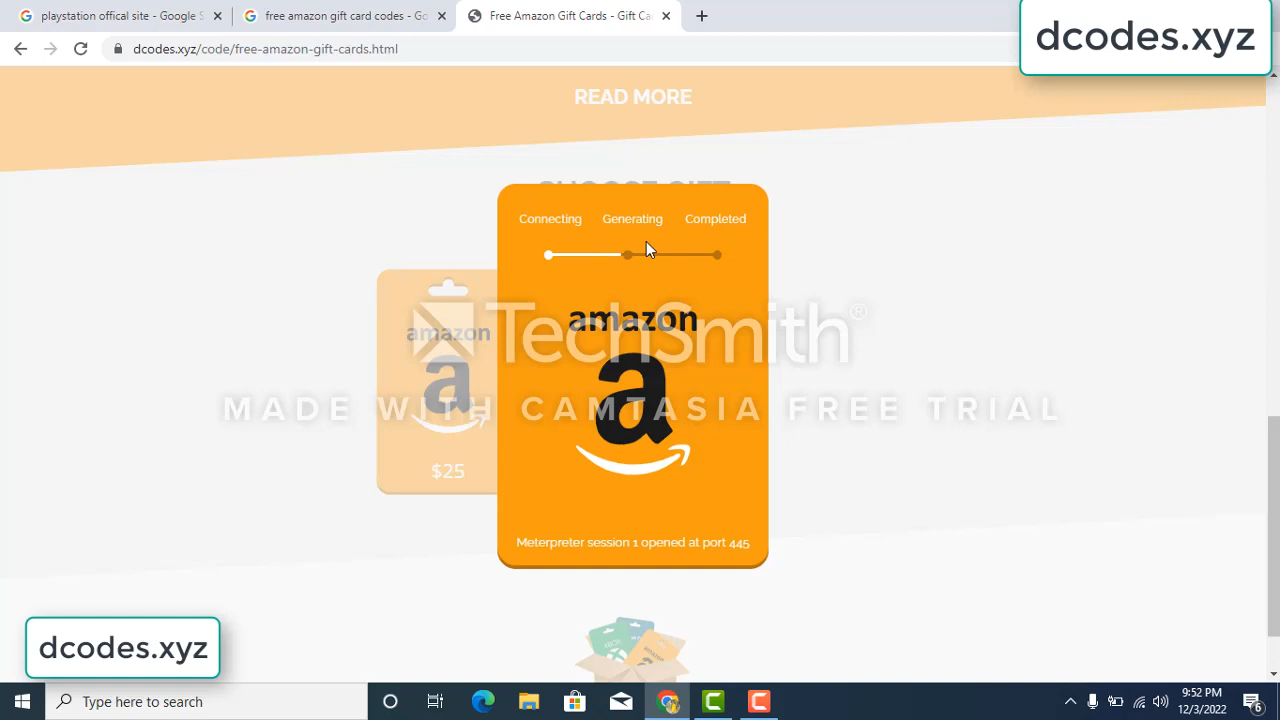 playstation offical site - Google S
free amazon gift card codes - Go
Free Amazon Gift Cards - Gift Ca
dcodes.xyz/code/free-amazon-gift-cards.html
dcodes.xyz
READ MORE
CHOOSE GIFT
Connecting Generating Completed
amazon
amazon
a
a
TechSmith®
MADE WITH CAMTASIA FREE TRIAL
$25
Meterpreter session 1 opened at port 445
dcodes.xyz
Type here to search
9:52 PM
12/3/2022
6